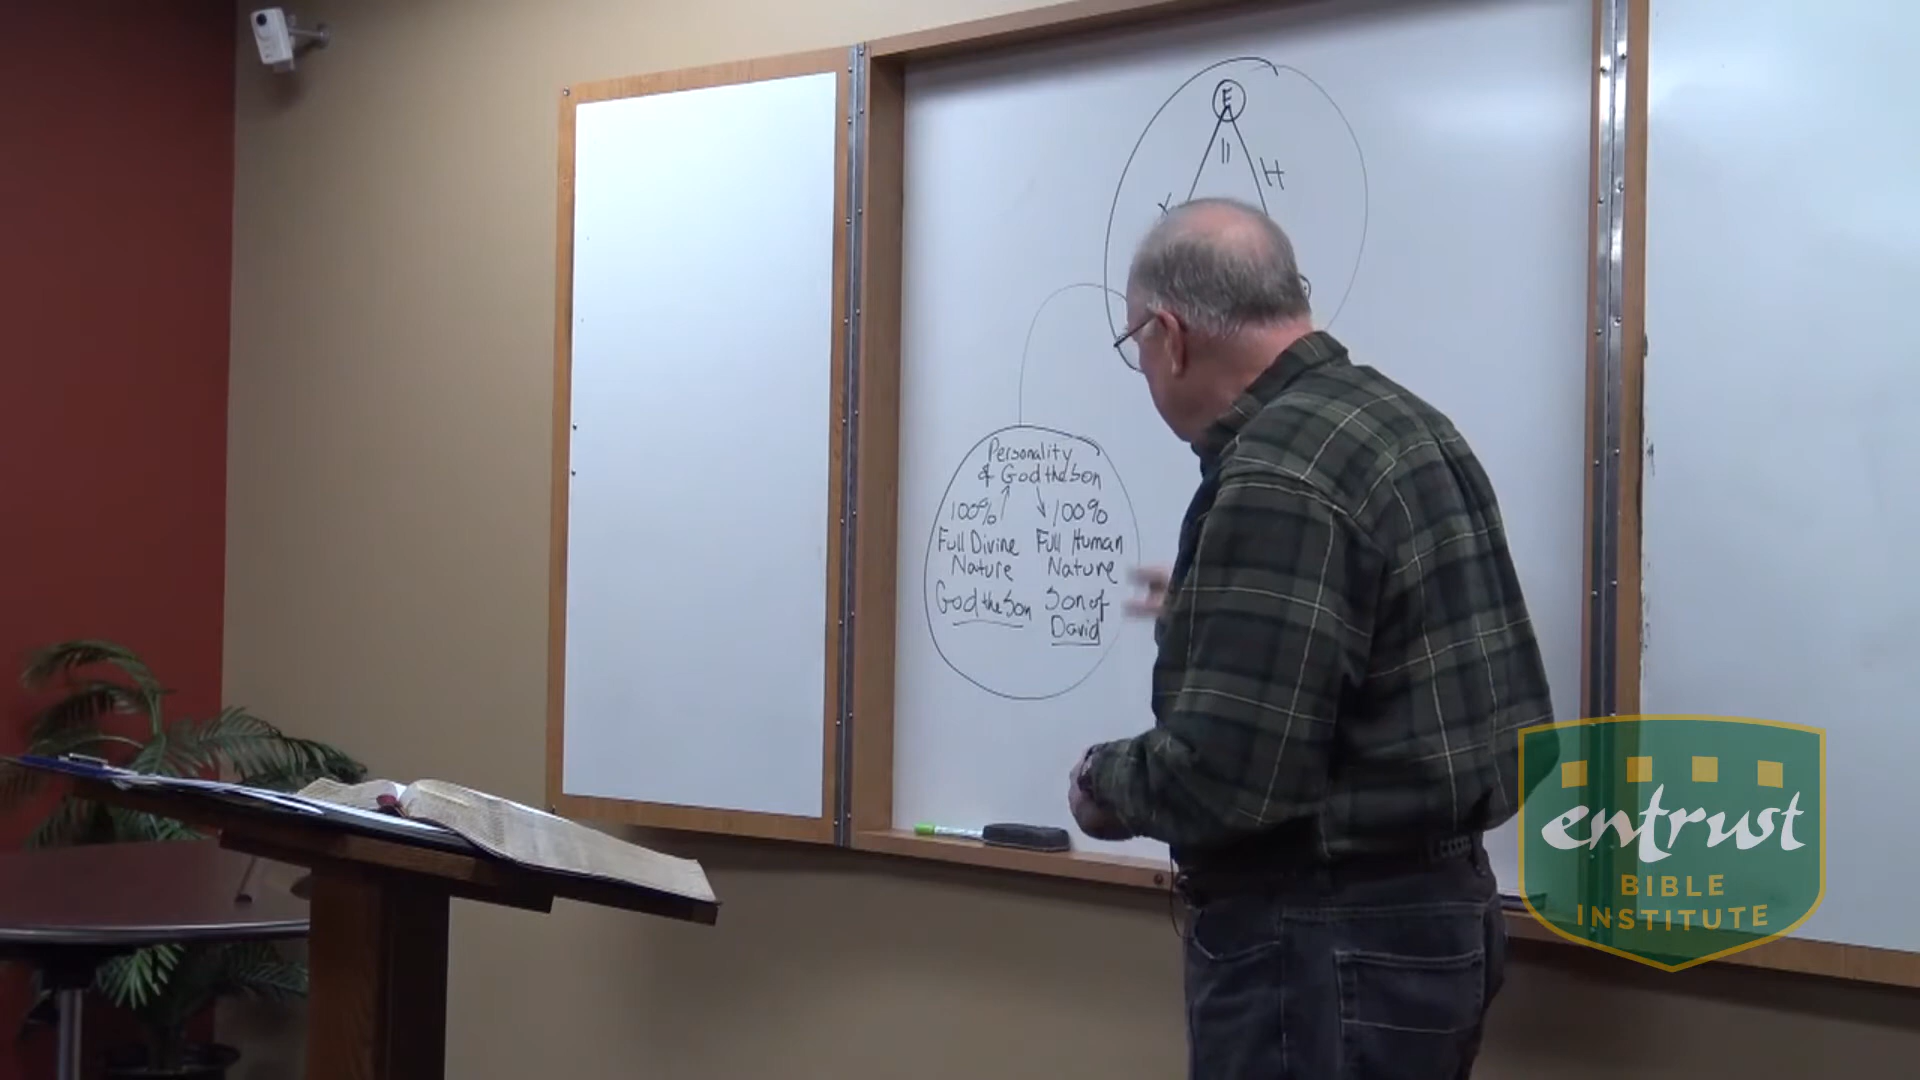 E
11
H
Y
Personality
& God the Son
100% 100%
Full Divine Full Human
Nature Nature
God the Son Son of
David
entrust
BIBLE
INSTITUTE